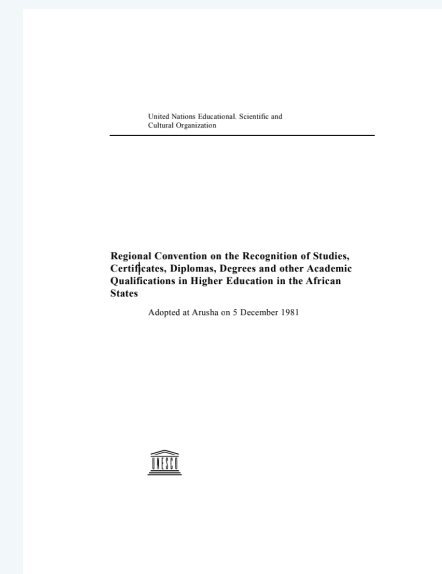 United Nations Educational. Scientific and
Cultural Organization
Regional Convention on the Recognition of Studies,
Certificates, Diplomas, Degrees and other Academic
Qualifications in Higher Education in the African
States
Adopted at Arusha on 5 December 1981
UNESCO